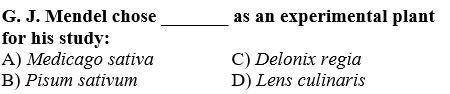 G. J. Mendel chose ________ as an experimental plant
for his study:
A) Medicago sativa C) Delonix regia
B) Pisum sativum D) Lens culinaris